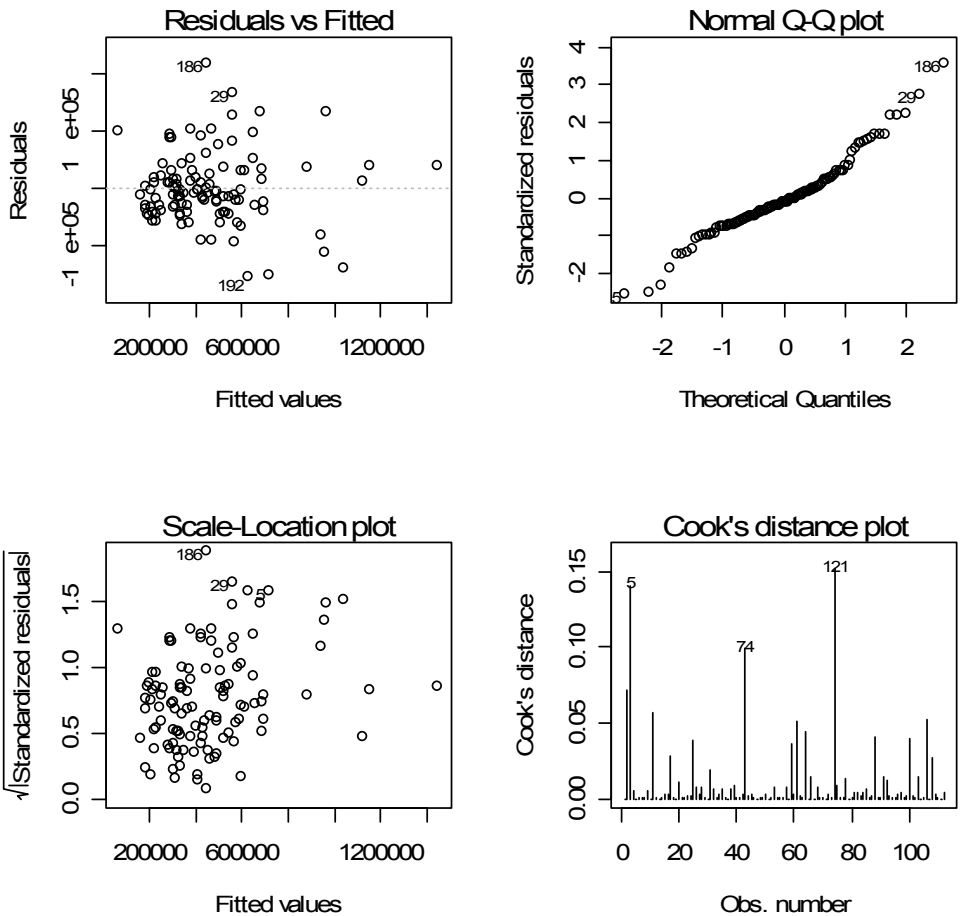 Residuals vs Fitted
186
29
192
-1 e+05 1 e+05
Residuals
200000 600000 1200000
Fitted values
Normal Q-Q plot
186
29
5
-2 0 1 2 3 4
Standardized residuals
-2 -1 0 1 2
Theoretical Quantiles
Scale-Location plot
186
29
5
0.0 0.5 1.0 1.5
√|Standardized residuals|
200000 600000 1200000
Fitted values
Cook's distance plot
5
74
121
0.00 0.05 0.10 0.15
Cook's distance
0 20 40 60 80 100
Obs. number